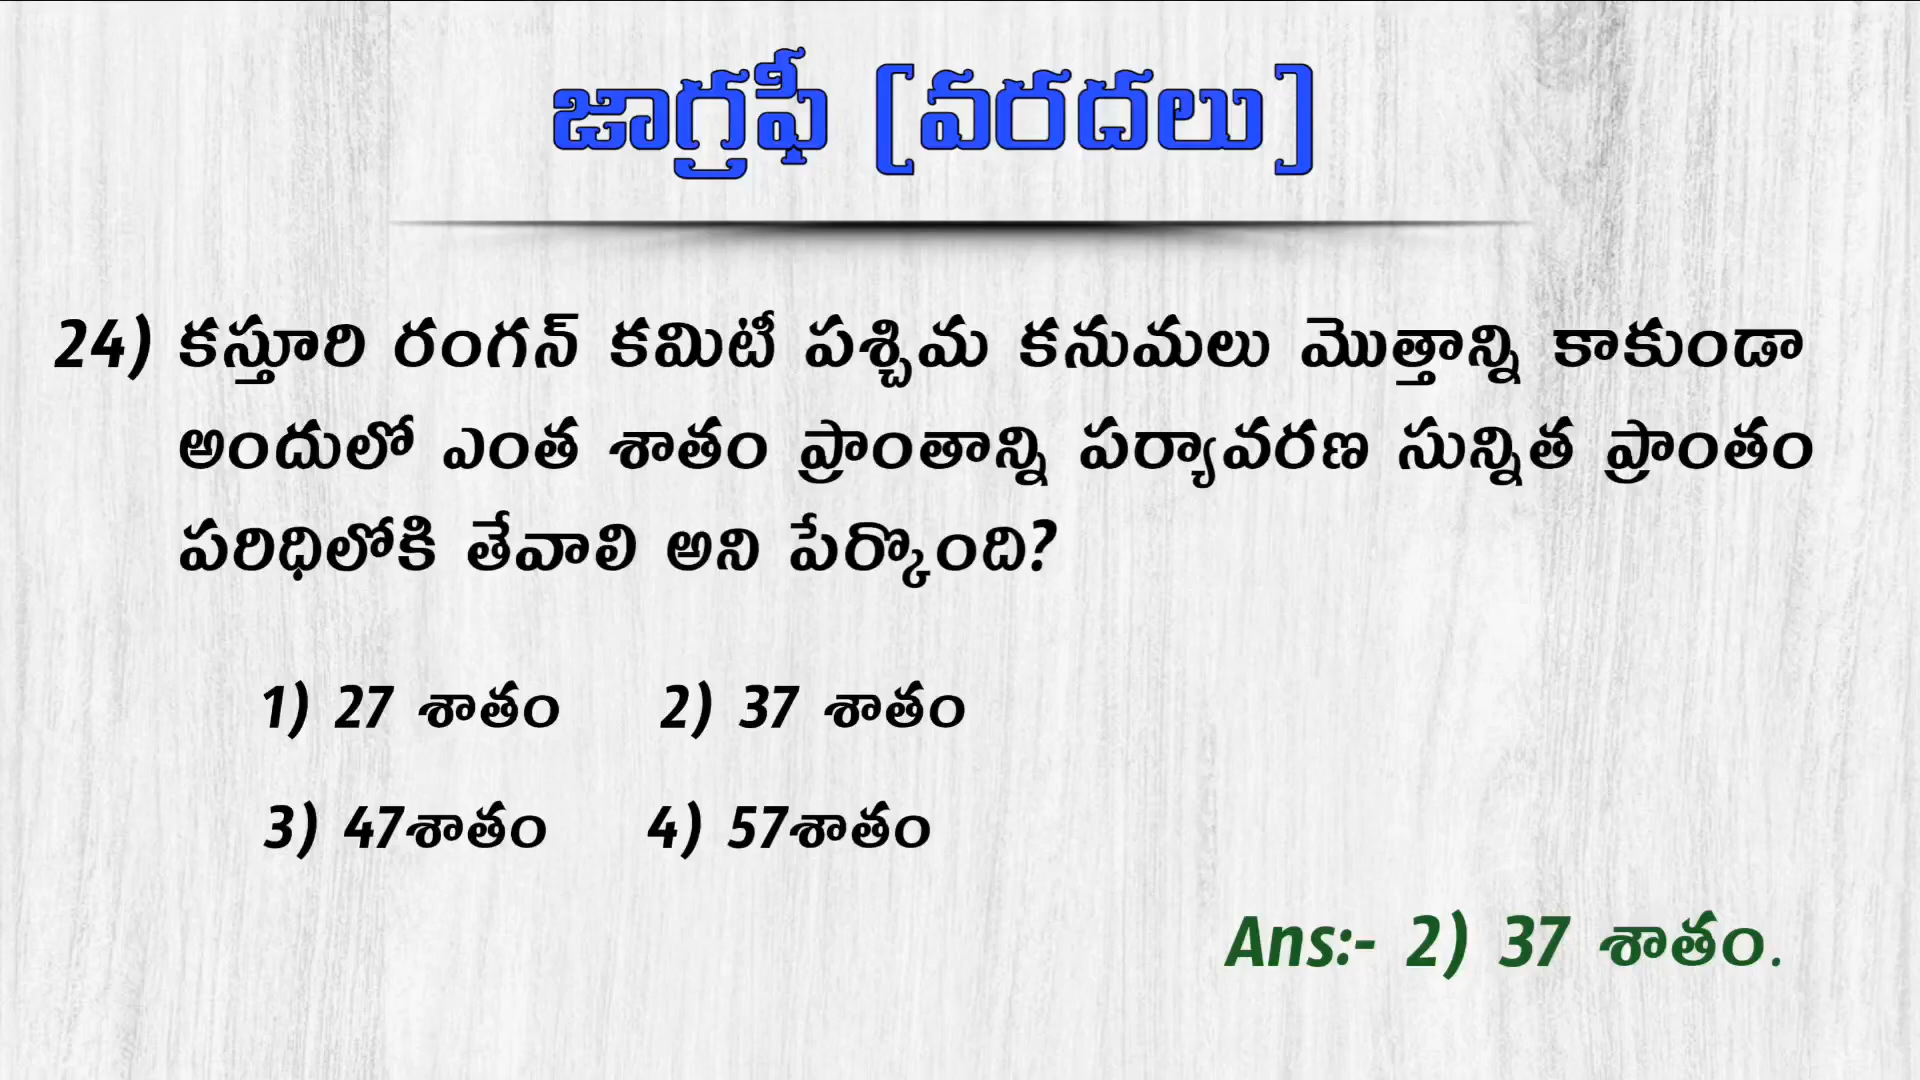 జాగ్రఫీ [వరదలు]
24) కస్తూరి రంగన్ కమిటీ పశ్చిమ కనుమలు మొత్తాన్ని కాకుండా
అందులో ఎంత శాతం ప్రాంతాన్ని పర్యావరణ సున్నిత ప్రాంతం
పరిధిలోకి తేవాలి అని పేర్కొంది?
1) 27 శాతం 2) 37 శాతం
3) 47శాతం 4) 57శాతం
Ans:- 2) 37 శాతం.